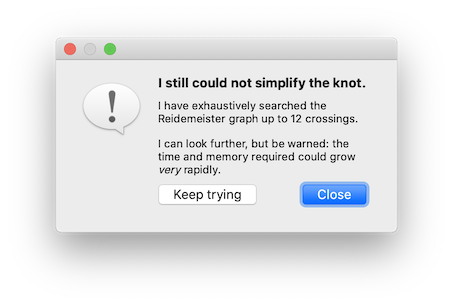 I still could not simplify the knot.
I have exhaustively searched the
Reidemeister graph up to 12 crossings.
I can look further, but be warned: the
time and memory required could grow
very rapidly.
Keep trying
Close